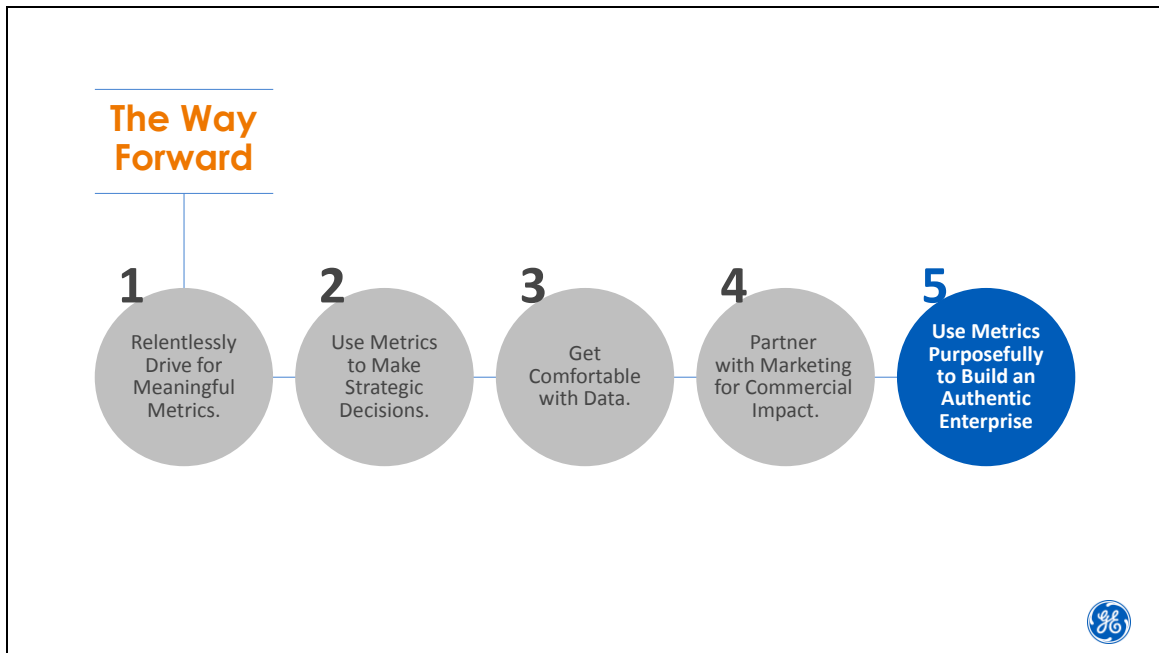 The Way
Forward
1
Relentlessly
Drive for
Meaningful
Metrics.
2
Use Metrics
to Make
Strategic
Decisions.
3
Get
Comfortable
with Data.
4
Partner
with Marketing
for Commercial
Impact.
5
Use Metrics
Purposefully
to Build an
Authentic
Enterprise
GE